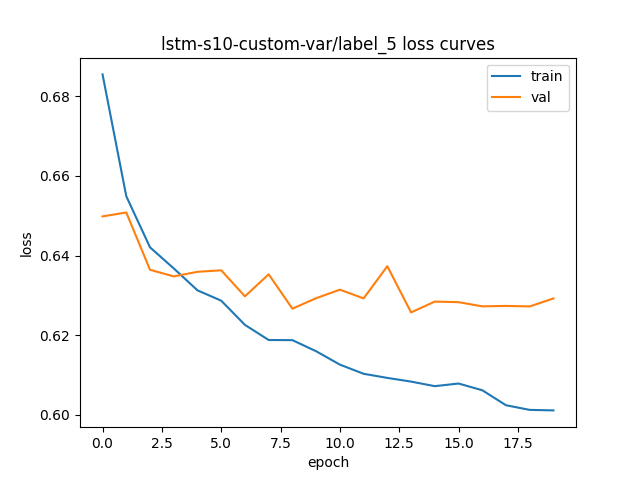 lstm-s10-custom-var/label_5 loss curves
train
val
loss
0.68
0.66
0.64
0.62
0.60
0.0 2.5 5.0 7.5 10.0 12.5 15.0 17.5
epoch